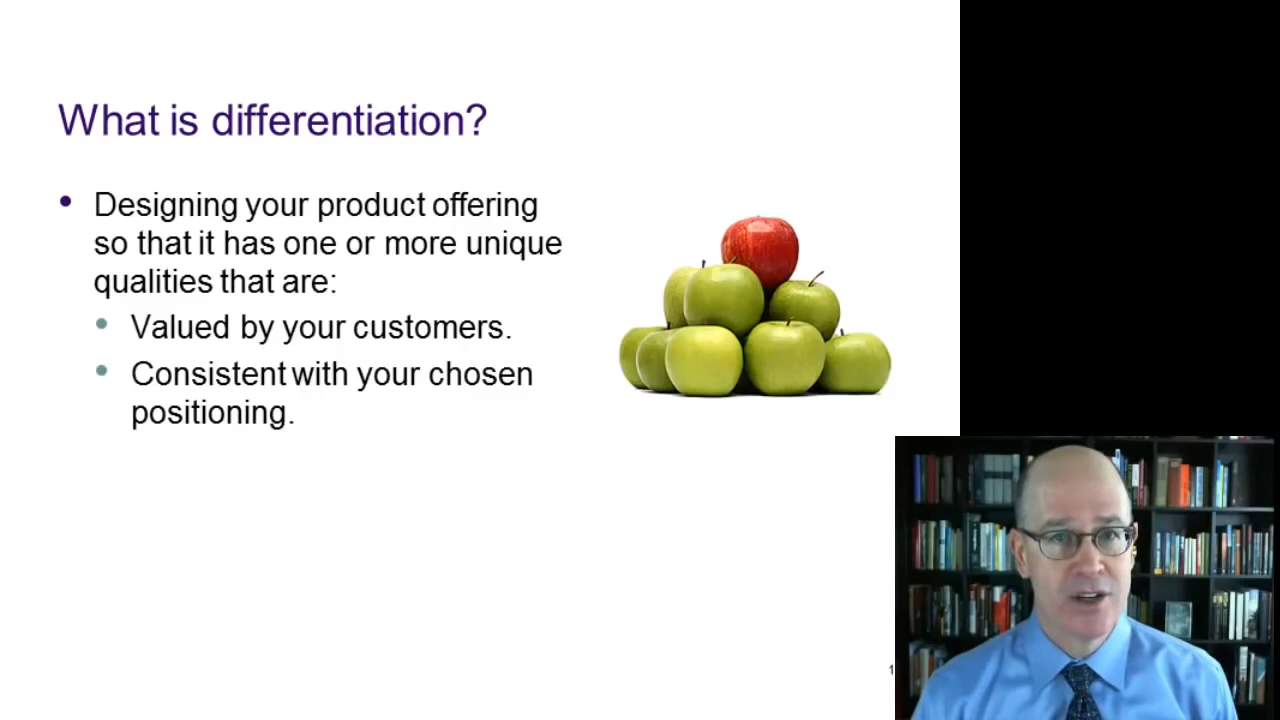 What is differentiation?
• Designing your product offering
so that it has one or more unique
qualities that are:
• Valued by your customers.
• Consistent with your chosen
positioning.
1